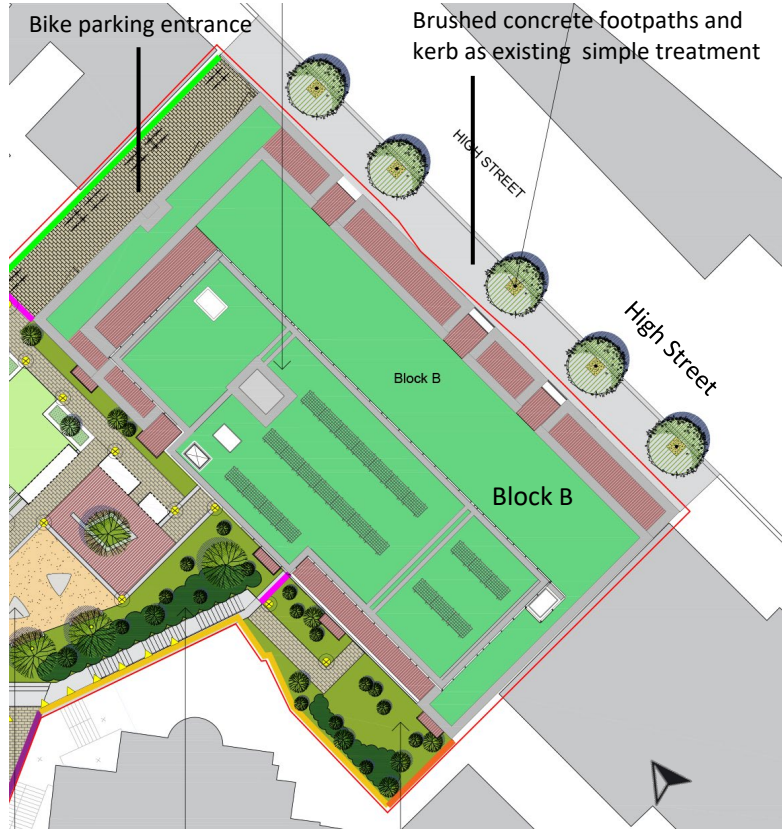 Bike parking entrance
Brushed concrete footpaths and
kerb as existing simple treatment
HIGH STREET
High Street
Block B
Block B